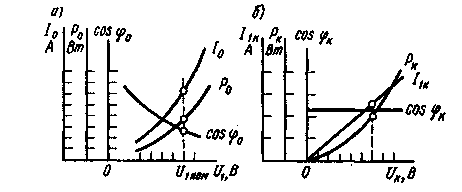 а)
I₀ P₀ cos φ₀
А Вт
I₀
P₀
cos φ₀
0 U₁ном U₁, В
б)
I₁к Pк cos φк
А Вт
Pк
I₁к
cos φк
0 Uк, В